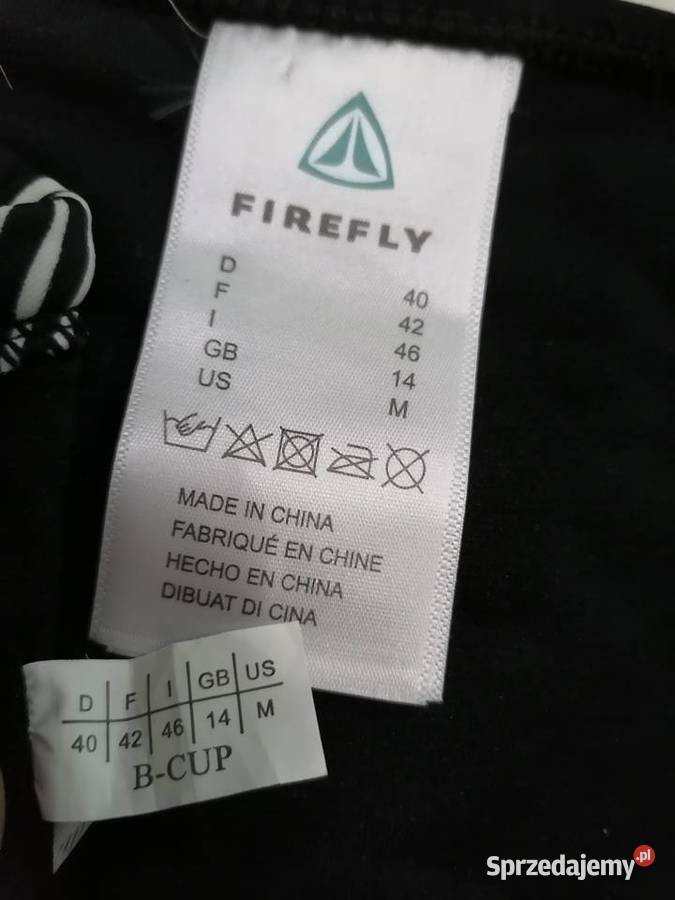 FIREFLY
D 40
F 42
I 46
GB 14
US M
MADE IN CHINA
FABRIQUÉ EN CHINE
HECHO EN CHINA
DIBUAT DI CINA
D F I GB US
40 42 46 14 M
B-CUP
Sprzedajemy.pl